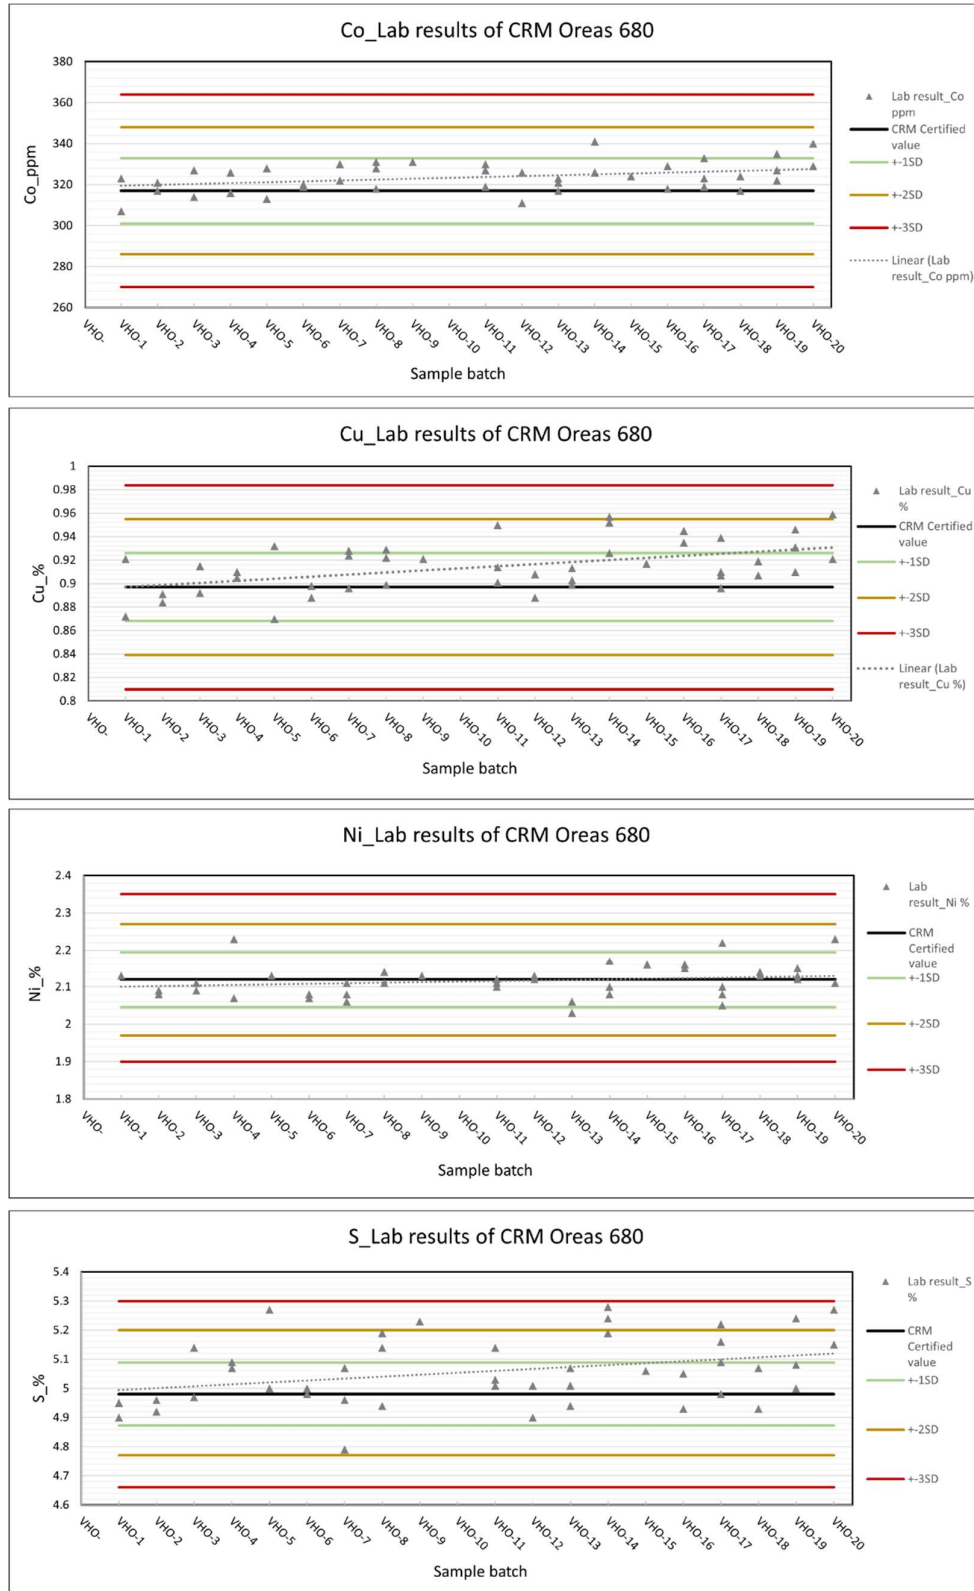 Co_Lab results of CRM Oreas 680
380
360
340
320
300
280
260
Co_ppm
VHO-
VHO-1
VHO-2
VHO-3
VHO-4
VHO-5
VHO-6
VHO-7
VHO-8
VHO-9
VHO-10
VHO-11
VHO-12
VHO-13
VHO-14
VHO-15
VHO-16
VHO-17
VHO-18
VHO-19
VHO-20
Sample batch
Lab result_Co
ppm
CRM Certified
value
+-1SD
+-2SD
+-3SD
Linear (Lab
result_Co ppm)
Cu_Lab results of CRM Oreas 680
1
0.98
0.96
0.94
0.92
0.9
0.88
0.86
0.84
0.82
0.8
Cu_%
VHO-
VHO-1
VHO-2
VHO-3
VHO-4
VHO-5
VHO-6
VHO-7
VHO-8
VHO-9
VHO-10
VHO-11
VHO-12
VHO-13
VHO-14
VHO-15
VHO-16
VHO-17
VHO-18
VHO-19
VHO-20
Sample batch
Lab result_Cu
%
CRM Certified
value
+-1SD
+-2SD
+-3SD
Linear (Lab
result_Cu %)
Ni_Lab results of CRM Oreas 680
2.4
2.3
2.2
2.1
2
1.9
1.8
Ni_%
VHO-
VHO-1
VHO-2
VHO-3
VHO-4
VHO-5
VHO-6
VHO-7
VHO-8
VHO-9
VHO-10
VHO-11
VHO-12
VHO-13
VHO-14
VHO-15
VHO-16
VHO-17
VHO-18
VHO-19
VHO-20
Sample batch
Lab
result_Ni %
CRM
Certified
value
+-1SD
+-2SD
+-3SD
S_Lab results of CRM Oreas 680
5.4
5.3
5.2
5.1
5
4.9
4.8
4.7
4.6
S_%
VHO-
VHO-1
VHO-2
VHO-3
VHO-4
VHO-5
VHO-6
VHO-7
VHO-8
VHO-9
VHO-10
VHO-11
VHO-12
VHO-13
VHO-14
VHO-15
VHO-16
VHO-17
VHO-18
VHO-19
VHO-20
Sample batch
Lab result_S
%
CRM
Certified
value
+-1SD
+-2SD
+-3SD